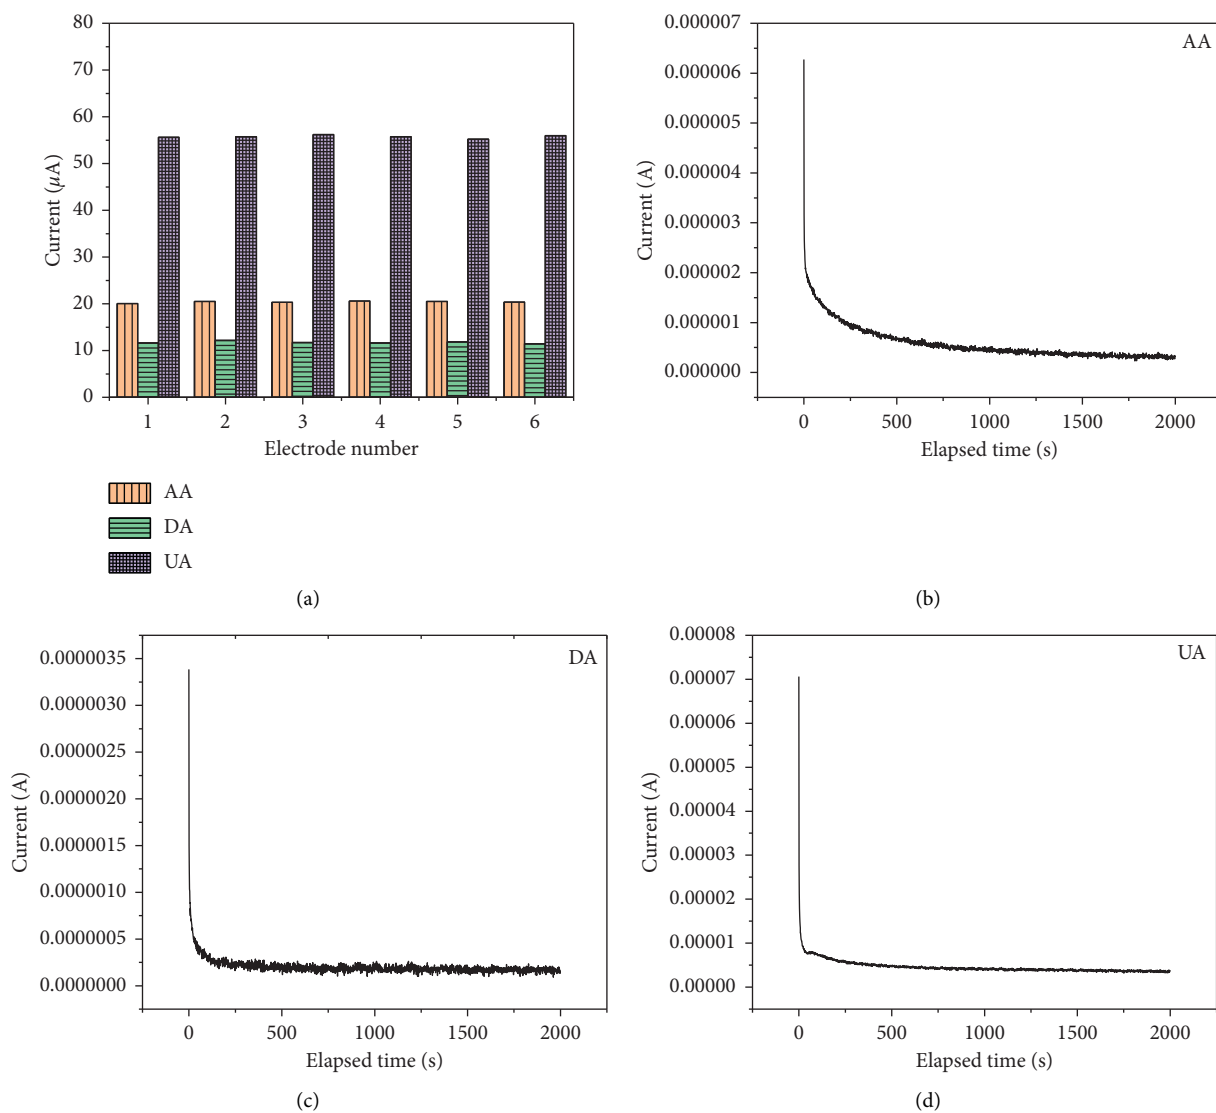 80
70
60
50
40
30
20
10
0
Current (μA)
1 2 3 4 5 6
Electrode number
AA
DA
UA
(a)
0.000007
0.000006
0.000005
0.000004
0.000003
0.000002
0.000001
0.000000
Current (A)
AA
0 500 1000 1500 2000
Elapsed time (s)
(b)
0.0000035
0.0000030
0.0000025
0.0000020
0.0000015
0.0000010
0.0000005
0.0000000
Current (A)
DA
0 500 1000 1500 2000
Elapsed time (s)
(c)
0.00008
0.00007
0.00006
0.00005
0.00004
0.00003
0.00002
0.00001
0.00000
Current (A)
UA
0 500 1000 1500 2000
Elapsed time (s)
(d)